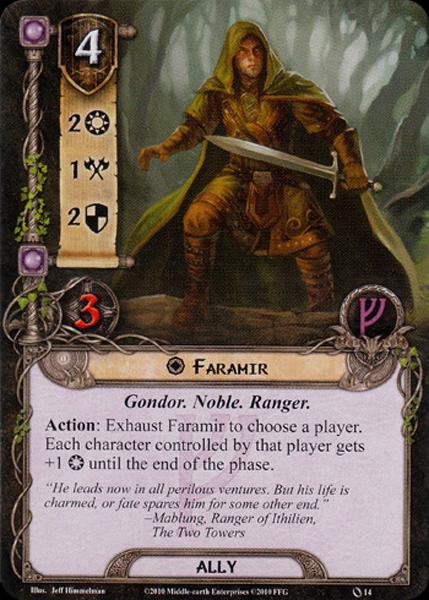 4
2
1
2
3
FARAMIR
Gondor. Noble. Ranger.
Action: Exhaust Faramir to choose a player.
Each character controlled by that player gets
+1 until the end of the phase.
"He leads now in all perilous ventures. But his life is
charmed, or fate spares him for some other end."
–Mablung, Ranger of Ithilien,
The Two Towers
ALLY
Illus. Jeff Himmelman ©2010 Middle-earth Enterprises ©2010 FFG 14